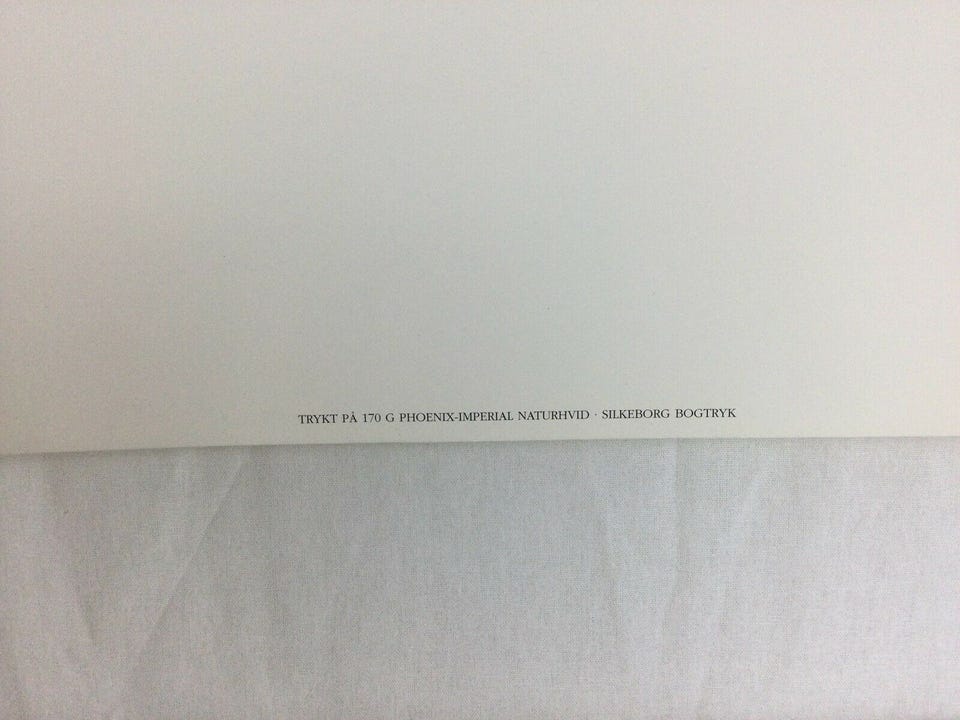 TRYKT PÅ 170 G PHOENIX-IMPERIAL NATURHVID · SILKEBORG BOGTRYK